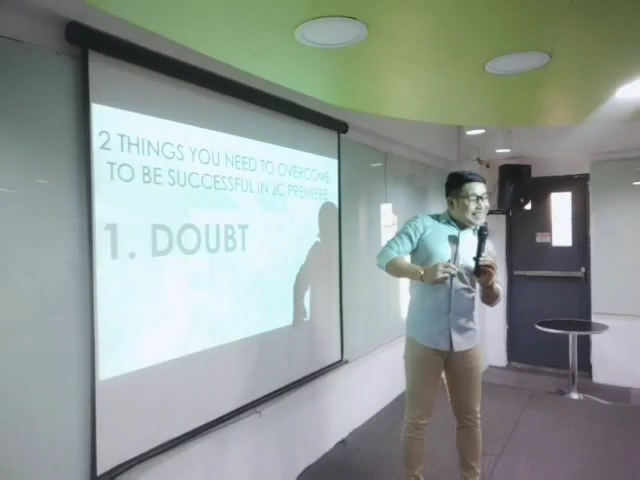 2 THINGS YOU NEED TO OVERCOME
TO BE SUCCESSFUL IN JC PREMIERE
1. DOUBT